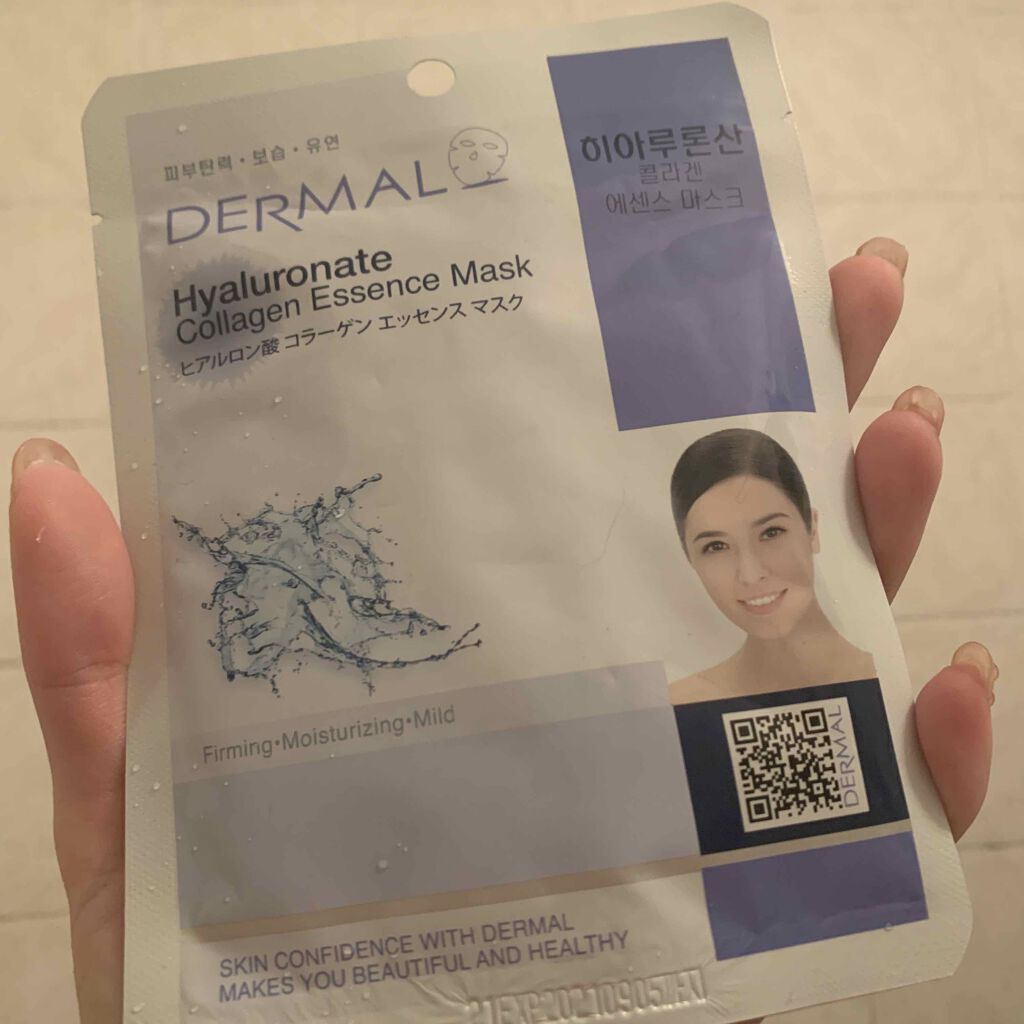 피부탄력 • 보습 • 유연
DERMAL
Hyaluronate
Collagen Essence Mask
ヒアルロン酸 コラーゲン エッセンス マスク
히아루론산
콜라겐
에센스 마스크
Firming•Moisturizing•Mild
DERMAL
SKIN CONFIDENCE WITH DERMAL
MAKES YOU BEAUTIFUL AND HEALTHY